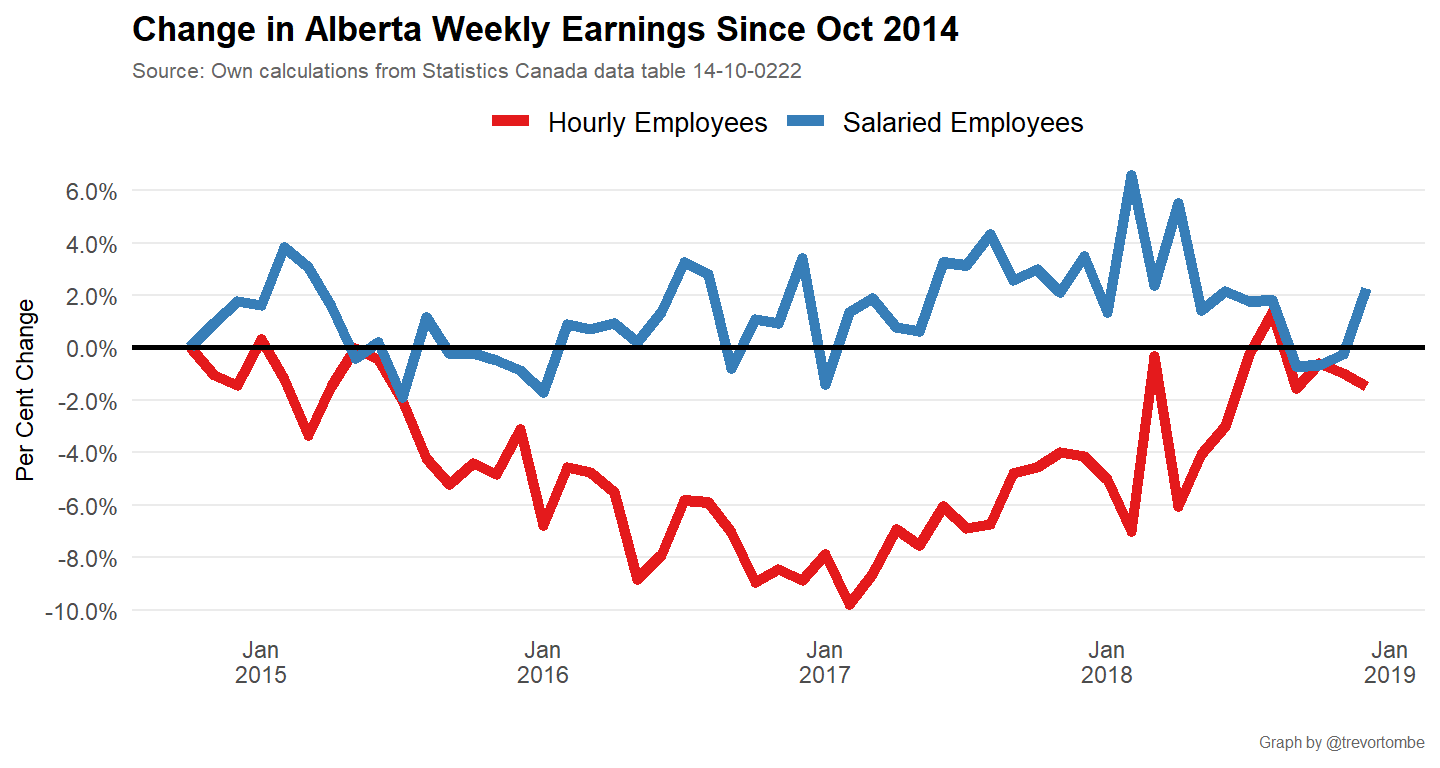 Change in Alberta Weekly Earnings Since Oct 2014
Source: Own calculations from Statistics Canada data table 14-10-0222
Hourly Employees Salaried Employees
Per Cent Change
6.0%
4.0%
2.0%
0.0%
-2.0%
-4.0%
-6.0%
-8.0%
-10.0%
Jan Jan Jan Jan Jan
2015 2016 2017 2018 2019
Graph by @trevortombe